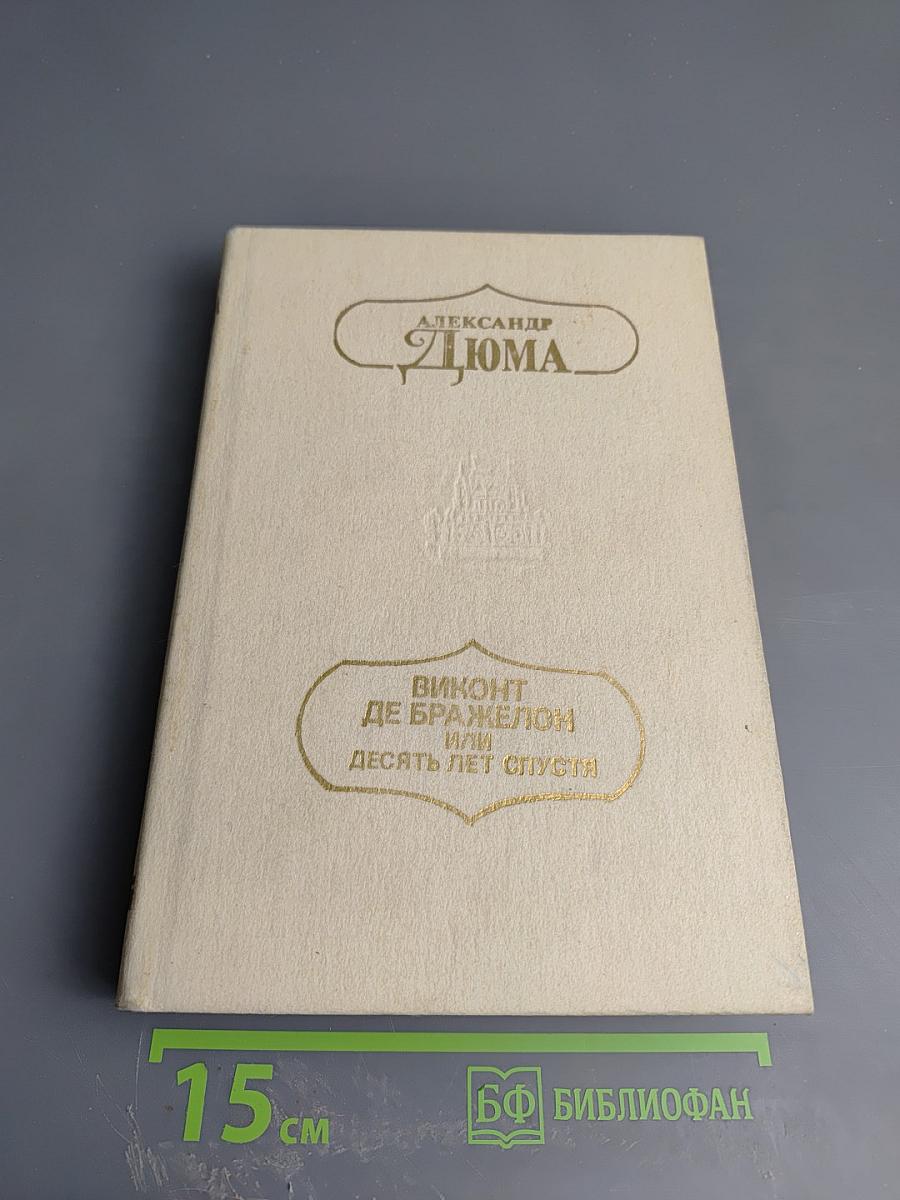 АЛЕКСАНДР
ДЮМА
ВИКОНТ
ДЕ БРАЖЕЛОН
ИЛИ
ДЕСЯТЬ ЛЕТ СПУСТЯ
15 см
БФ БИБЛИОФАН